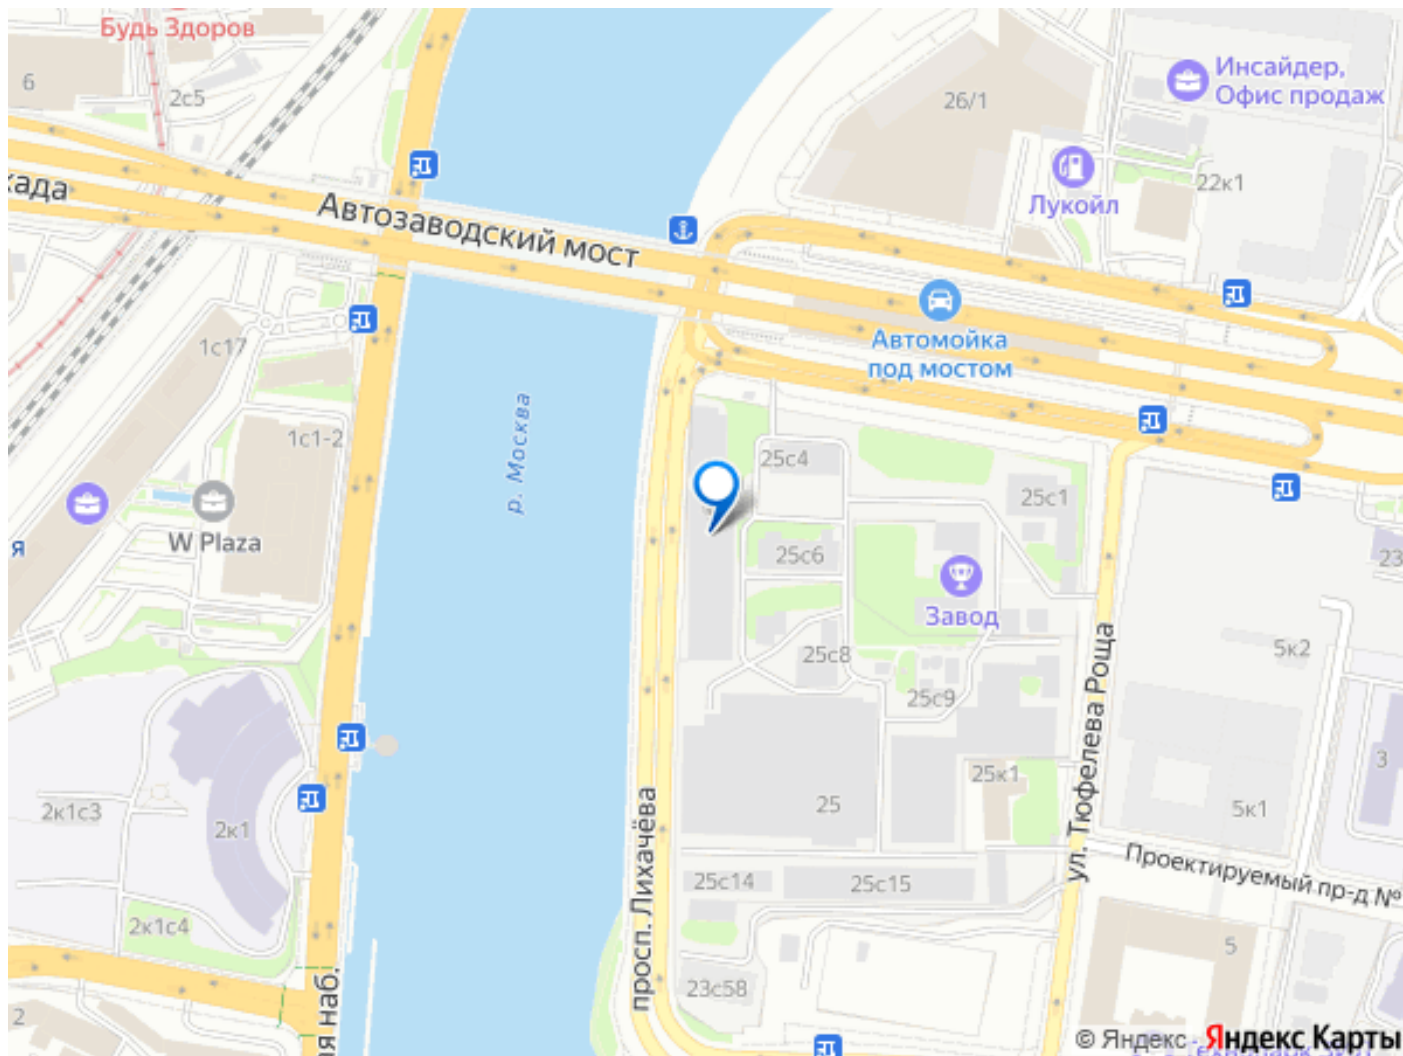 Будь Здоров
6
2с5
26/1
Инсайдер,
Офис продаж
22к1
Лукойл
када
Автозаводский мост
Автомойка
под мостом
1с17
1с1-2
р. Москва
W Plaza
я
25с4
25с1
25с6
Завод
23
25с8
25с9
5к2
ул. Тюфелева Роща
25к1
3
25
5к1
2к1с3
2к1
просп. Лихачёва
Проектируемый пр-д №
25с14
25с15
2к1с4
5
23с58
2
ая наб.
© Яндекс Яндекс Карты